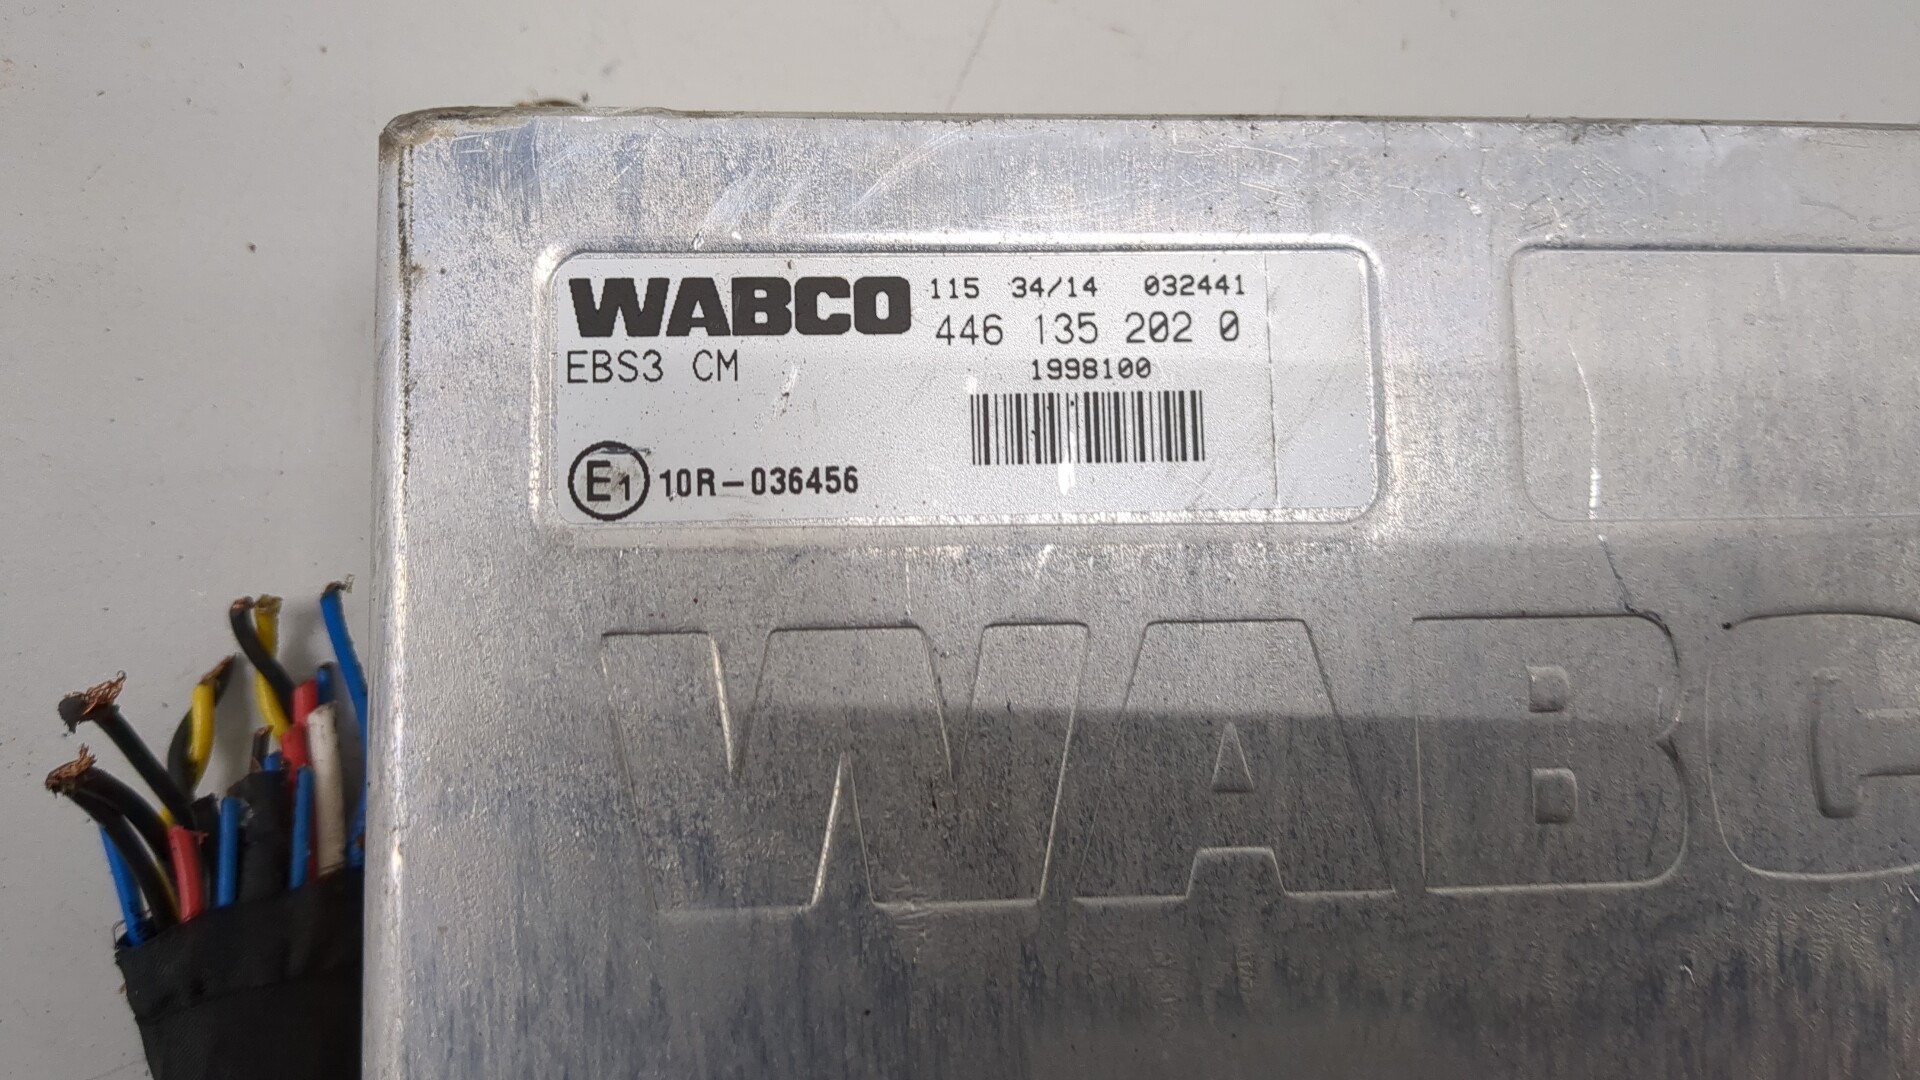 WABCO 115 34/14 032441
446 135 202 0
EBS3 CM 1998100
E1 10R-036456
WABC